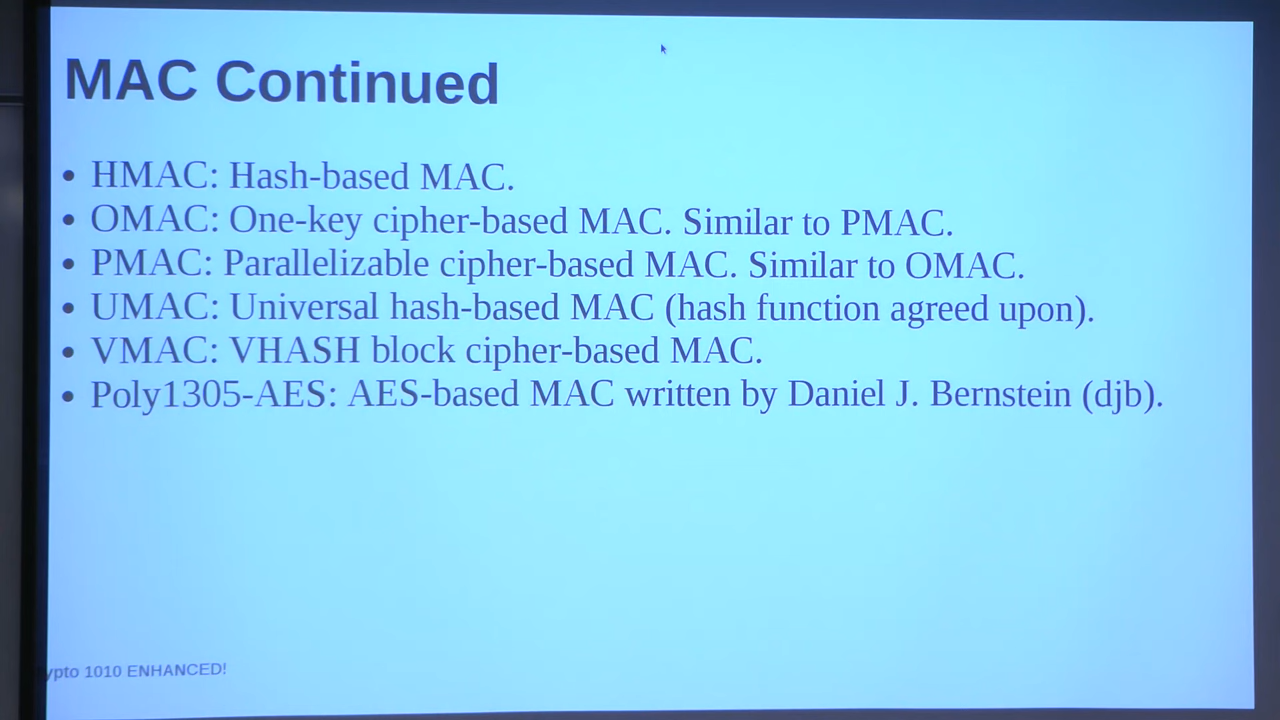 MAC Continued
• HMAC: Hash-based MAC.
• OMAC: One-key cipher-based MAC. Similar to PMAC.
• PMAC: Parallelizable cipher-based MAC. Similar to OMAC.
• UMAC: Universal hash-based MAC (hash function agreed upon).
• VMAC: VHASH block cipher-based MAC.
• Poly1305-AES: AES-based MAC written by Daniel J. Bernstein (djb).
ypto 1010 ENHANCED!